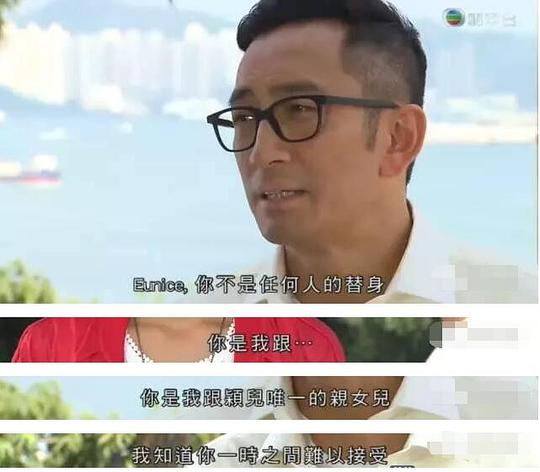 翡翠台
Eunice, 你不是任何人的替身
你是我跟…
你是我跟穎兒唯一的親女兒
我知道你一時之間難以接受